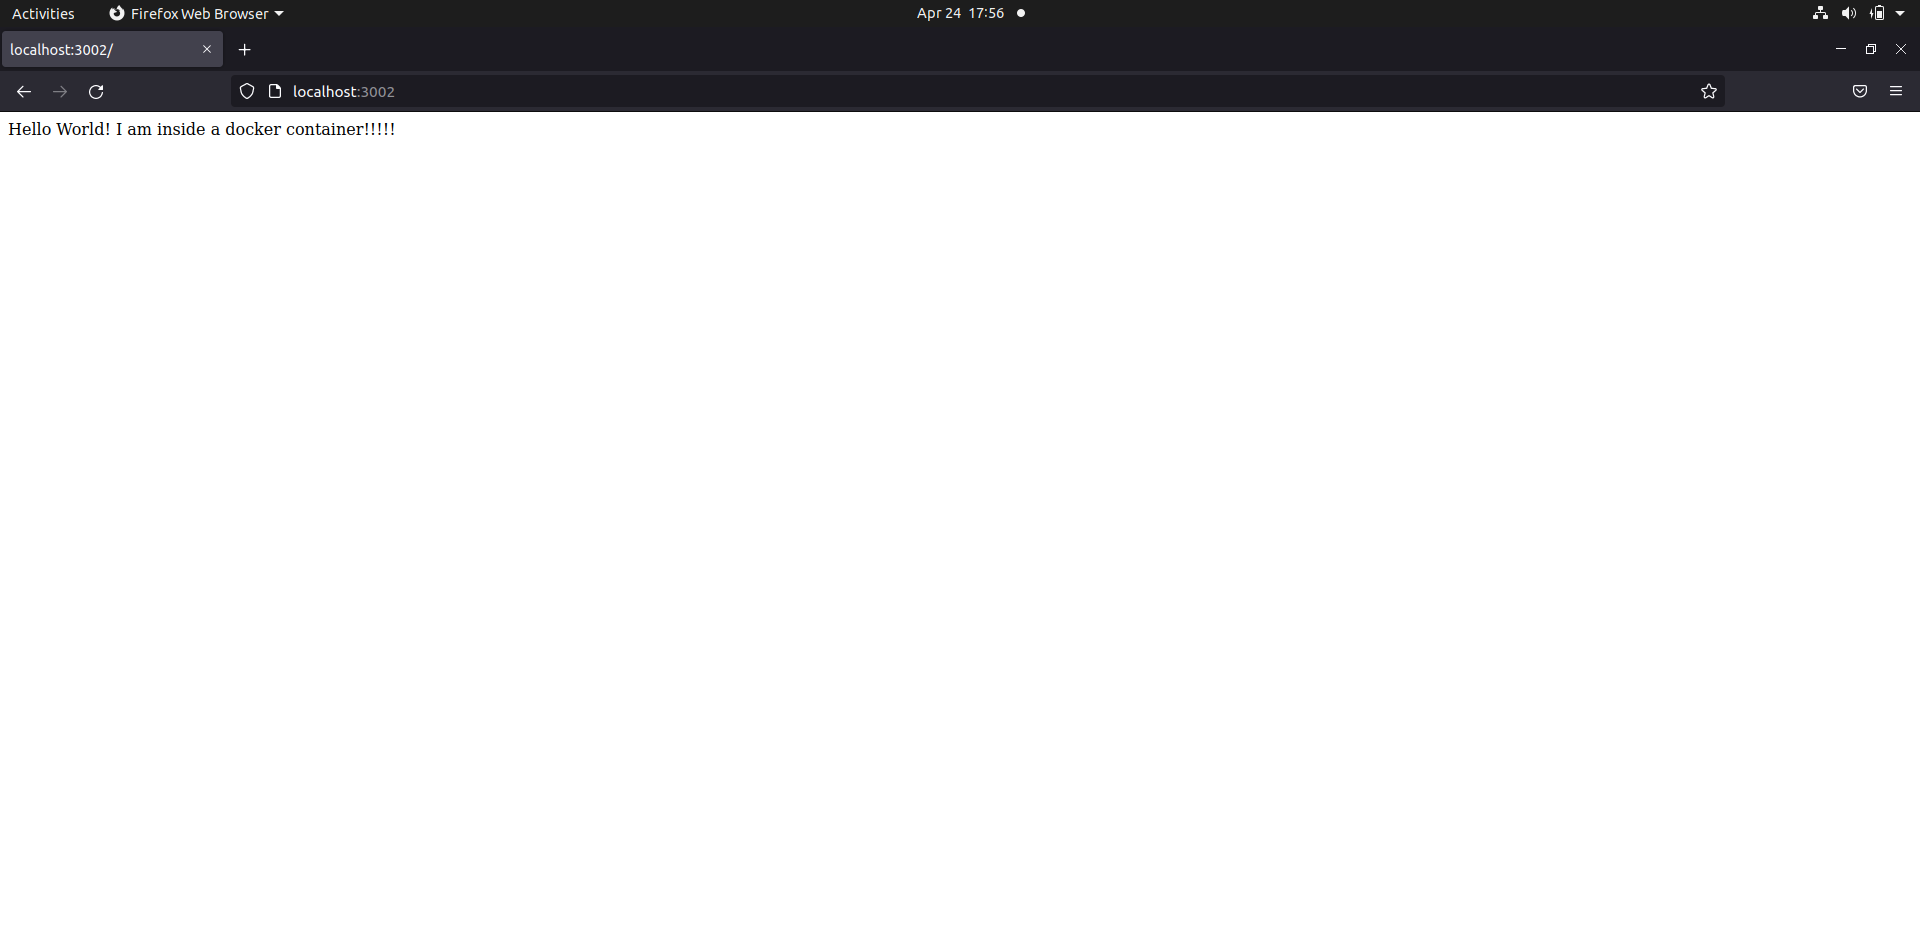 Activities Firefox Web Browser Apr 24 17:56
localhost:3002/
localhost:3002
Hello World! I am inside a docker container!!!!!